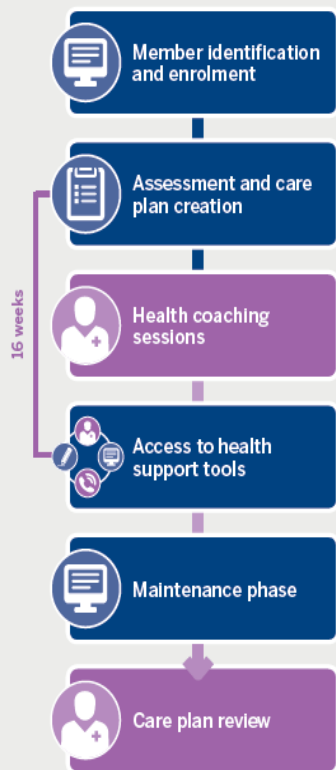 Member identification
and enrolment
Assessment and care
plan creation
16 weeks
Health coaching
sessions
Access to health
support tools
Maintenance phase
Care plan review